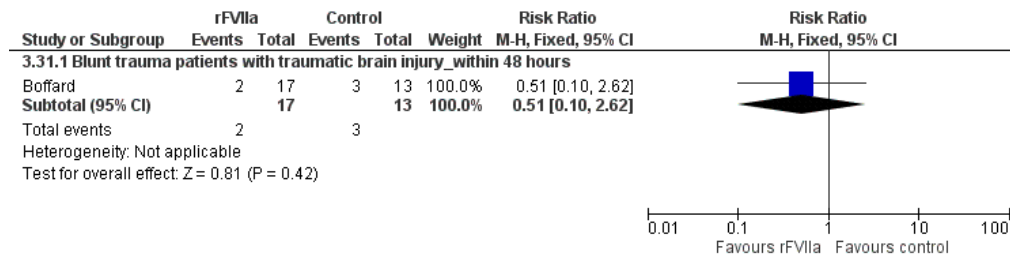 rFVIIa Control Risk Ratio Risk Ratio
Study or Subgroup Events Total Events Total Weight M-H, Fixed, 95% CI M-H, Fixed, 95% CI
3.31.1 Blunt trauma patients with traumatic brain injury_within 48 hours
Boffard 2 17 3 13 100.0% 0.51 [0.10, 2.62]
Subtotal (95% CI) 17 13 100.0% 0.51 [0.10, 2.62]
Total events 2 3
Heterogeneity: Not applicable
Test for overall effect: Z = 0.81 (P = 0.42)
0.01 0.1 1 10 100
Favours rFVIIa Favours control